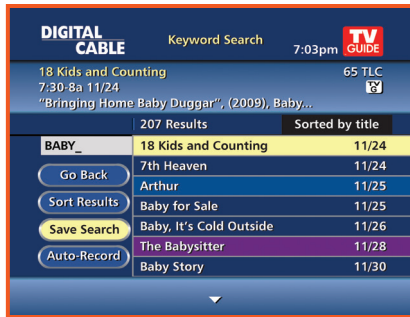 DIGITAL
CABLE
Keyword Search
7:03pm
TV
GUIDE
18 Kids and Counting
65 TLC
7:30-8a 11/24
TV
G
"Bringing Home Baby Duggar", (2009), Baby...
207 Results
Sorted by title
BABY_
18 Kids and Counting 11/24
Go Back
7th Heaven 11/24
Arthur 11/25
Sort Results
Baby for Sale 11/25
Save Search
Baby, It's Cold Outside 11/26
The Babysitter 11/28
Auto-Record
Baby Story 11/30